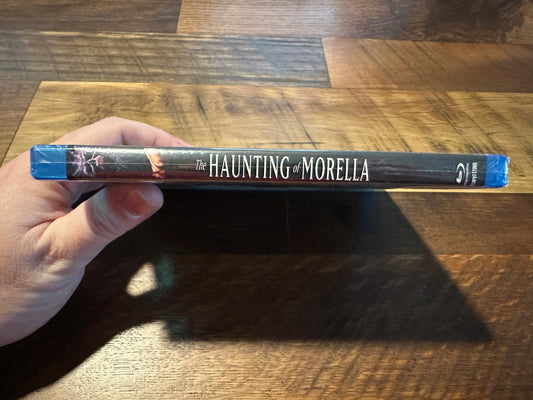 The HAUNTING of MORELLA